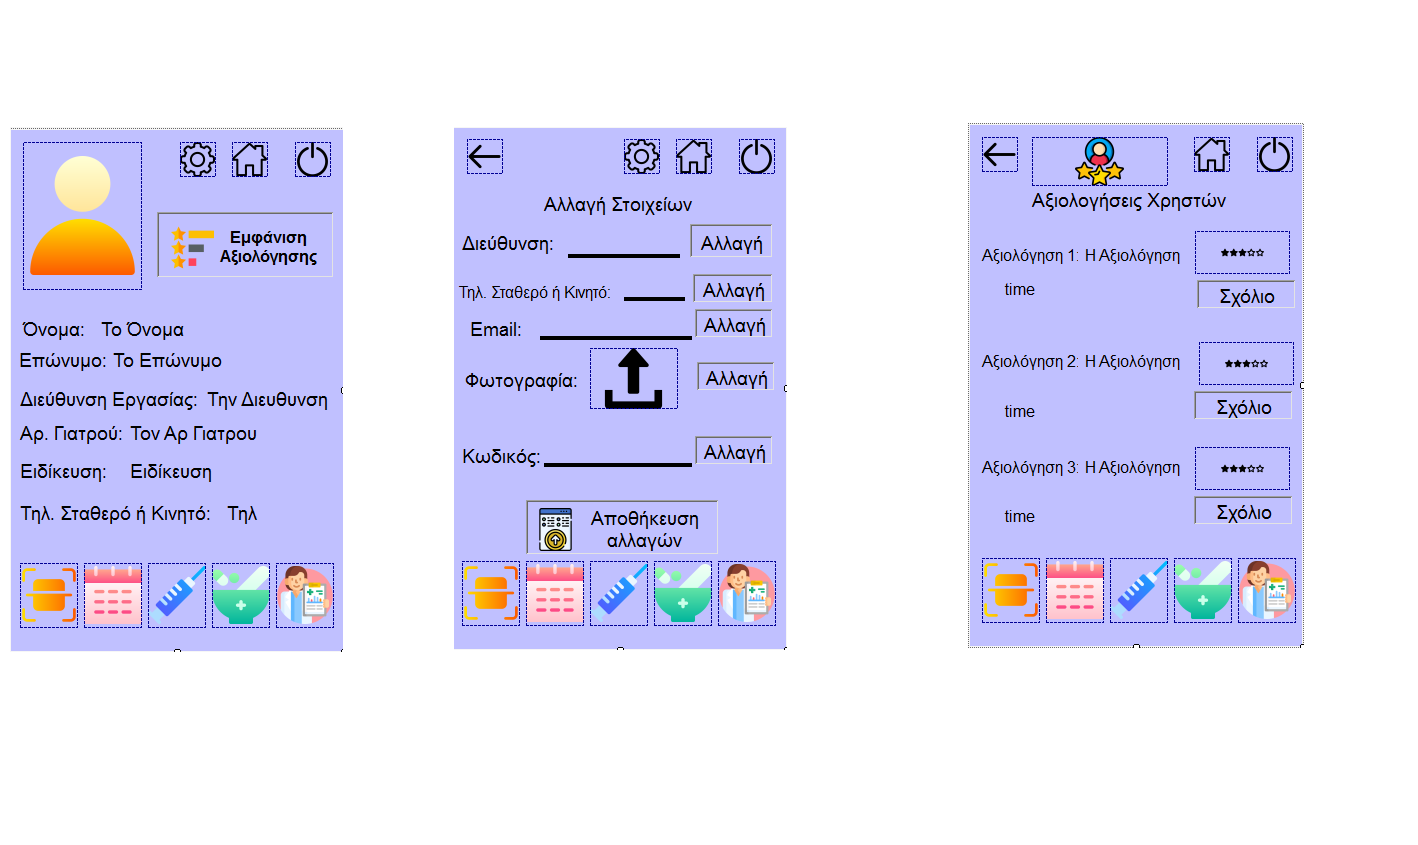 Εμφάνιση
Αξιολόγησης
Όνομα: Το Όνομα
Επώνυμο: Το Επώνυμο
Διεύθυνση Εργασίας: Την Διευθυνση
Αρ. Γιατρού: Τον Αρ Γιατρου
Ειδίκευση: Ειδίκευση
Τηλ. Σταθερό ή Κινητό: Τηλ
Αλλαγή Στοιχείων
Διεύθυνση: Αλλαγή
Τηλ. Σταθερό ή Κινητό: Αλλαγή
Email: Αλλαγή
Φωτογραφία: Αλλαγή
Κωδικός: Αλλαγή
Αποθήκευση
αλλαγών
Αξιολογήσεις Χρηστών
Αξιολόγηση 1: Η Αξιολόγηση
time Σχόλιο
Αξιολόγηση 2: Η Αξιολόγηση
time Σχόλιο
Αξιολόγηση 3: Η Αξιολόγηση
time Σχόλιο